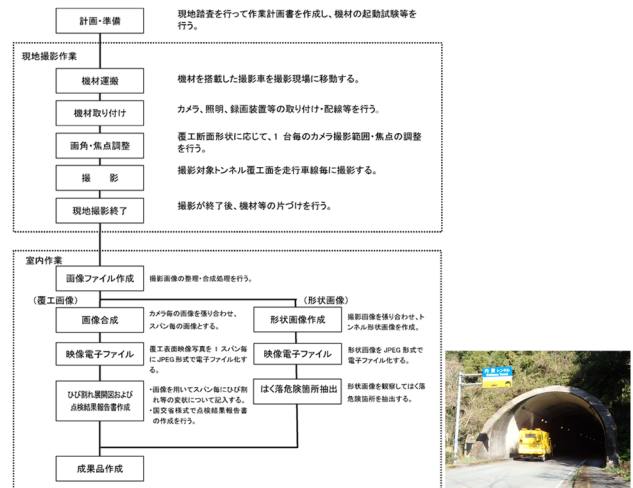 計画・準備
現地踏査を行って作業計画書を作成し、機材の起動試験等を
行う。
現地撮影作業
機材運搬
機材を搭載した撮影車を撮影現場に移動する。
機材取り付け
カメラ、照明、録画装置等の取り付け・配線等を行う。
画角・焦点調整
覆工断面形状に応じて、1 台毎のカメラ撮影範囲・焦点の調整
を行う。
撮 影
撮影対象トンネル覆工面を走行車線毎に撮影する。
現地撮影終了
撮影が終了後、機材等の片づけを行う。
室内作業
画像ファイル作成
撮影画像の整理・合成処理を行う。
(覆工画像)
(形状画像)
画像合成
カメラ毎の画像を張り合わせ、
スパン毎の画像とする。
形状画像作成
撮影画像を張り合わせ、ト
ンネル形状画像を作成。
映像電子ファイル
覆工表面映像写真を 1 スパン毎
に JPEG 形式で電子ファイル化す
る。
映像電子ファイル
形状画像を JPEG 形式で
電子ファイル化する。
ひび割れ展開図および
点検結果報告書作成
・画像を用いてスパン毎にひび割
れ等の変状について記入する。
・国交省様式で点検結果報告書
の作成を行う。
はく落危険箇所抽出
形状画像を観察してはく落
危険箇所を抽出する。
成果品作成
トンネル